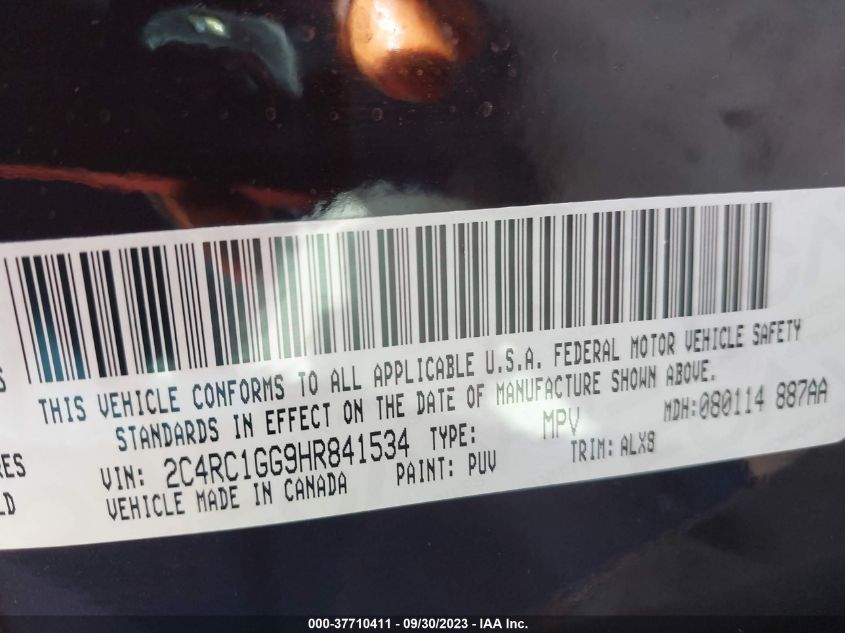 S
RES
LD
THIS VEHICLE CONFORMS TO ALL APPLICABLE U.S.A. FEDERAL MOTOR VEHICLE SAFETY
STANDARDS IN EFFECT ON THE DATE OF MANUFACTURE SHOWN ABOVE.
VIN: 2C4RC1GG9HR841534 TYPE: MPV MDH:080114 887AA
VEHICLE MADE IN CANADA PAINT: PUV TRIM: ALX8
000-37710411 - 09/30/2023 - IAA Inc.